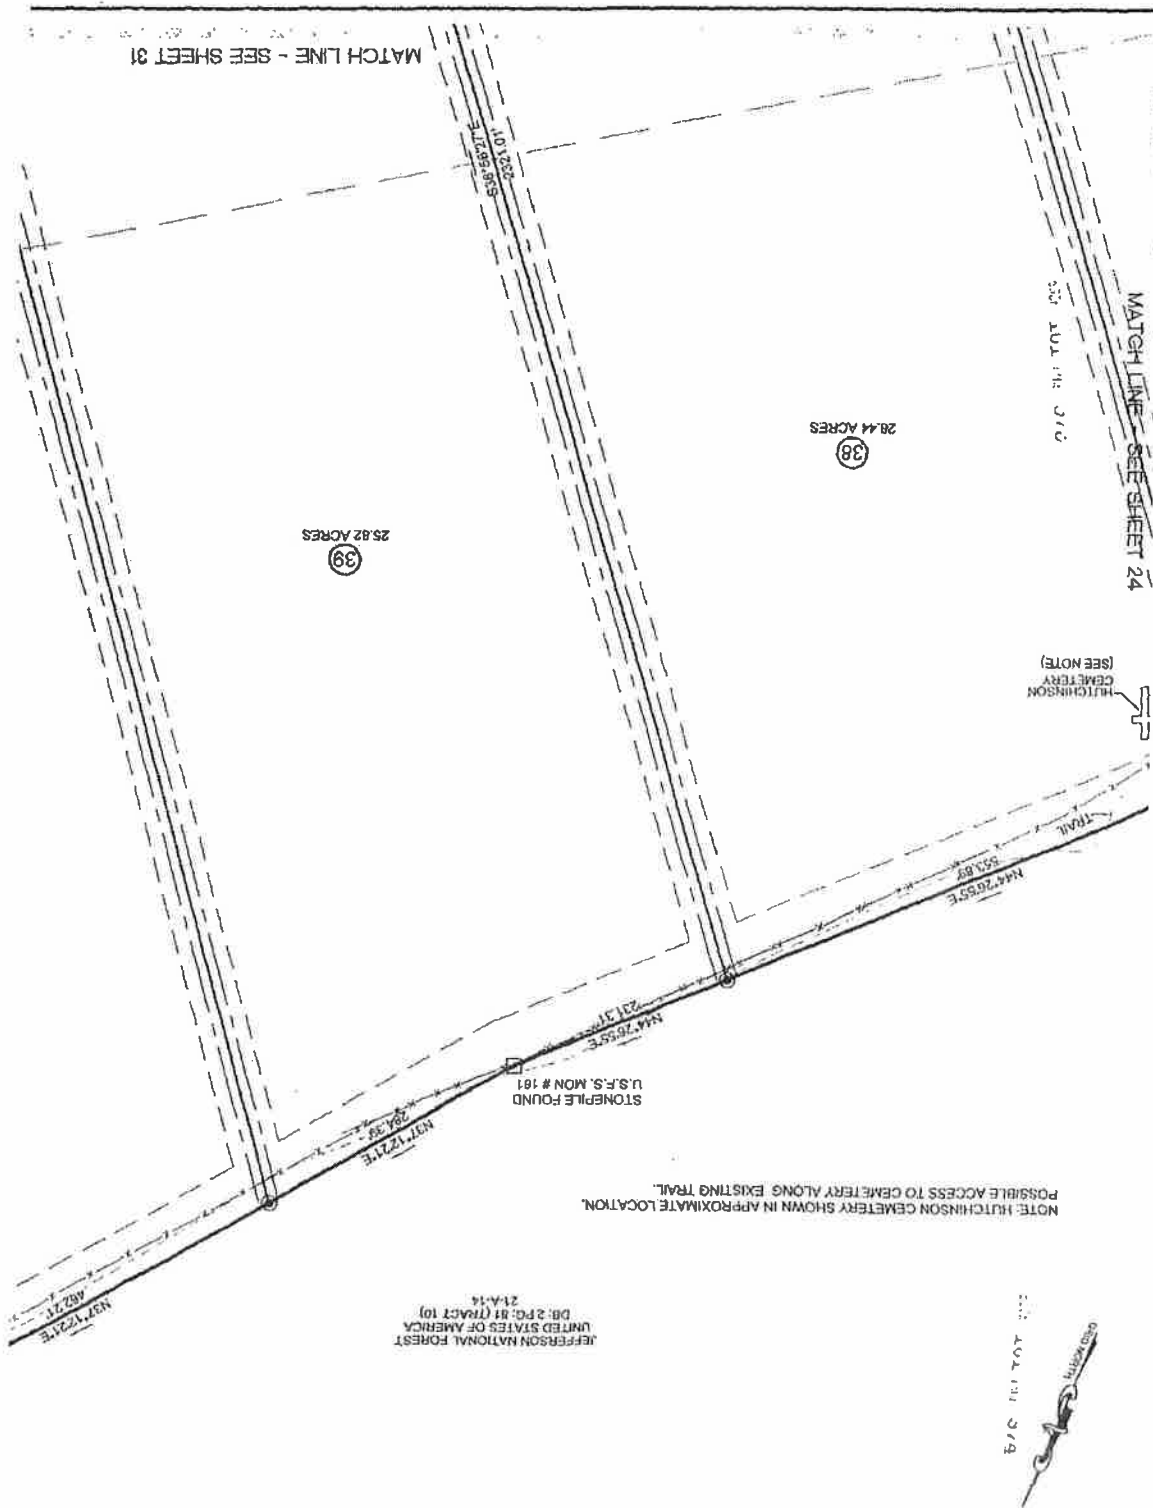 GRID NORTH
JEFFERSON NATIONAL FOREST
UNITED STATES OF AMERICA
DB: 2 PG: 81 (TRACT 10)
21-A-14
N37°12'21"E
462.21'
NOTE: HUTCHINSON CEMETERY SHOWN IN APPROXIMATE LOCATION.
POSSIBLE ACCESS TO CEMETERY ALONG EXISTING TRAIL.
N37°12'21"E
284.39'
STONEPILE FOUND
U.S.F.S. MON # 161
N44°26'55"E
231.31'
N44°26'55"E
553.89'
TRAIL
HUTCHINSON
CEMETERY
(SEE NOTE)
MATCH LINE - SEE SHEET 24
39
25.82 ACRES
38
28.44 ACRES
S38°58'27"E
2321.01'
MATCH LINE - SEE SHEET 31